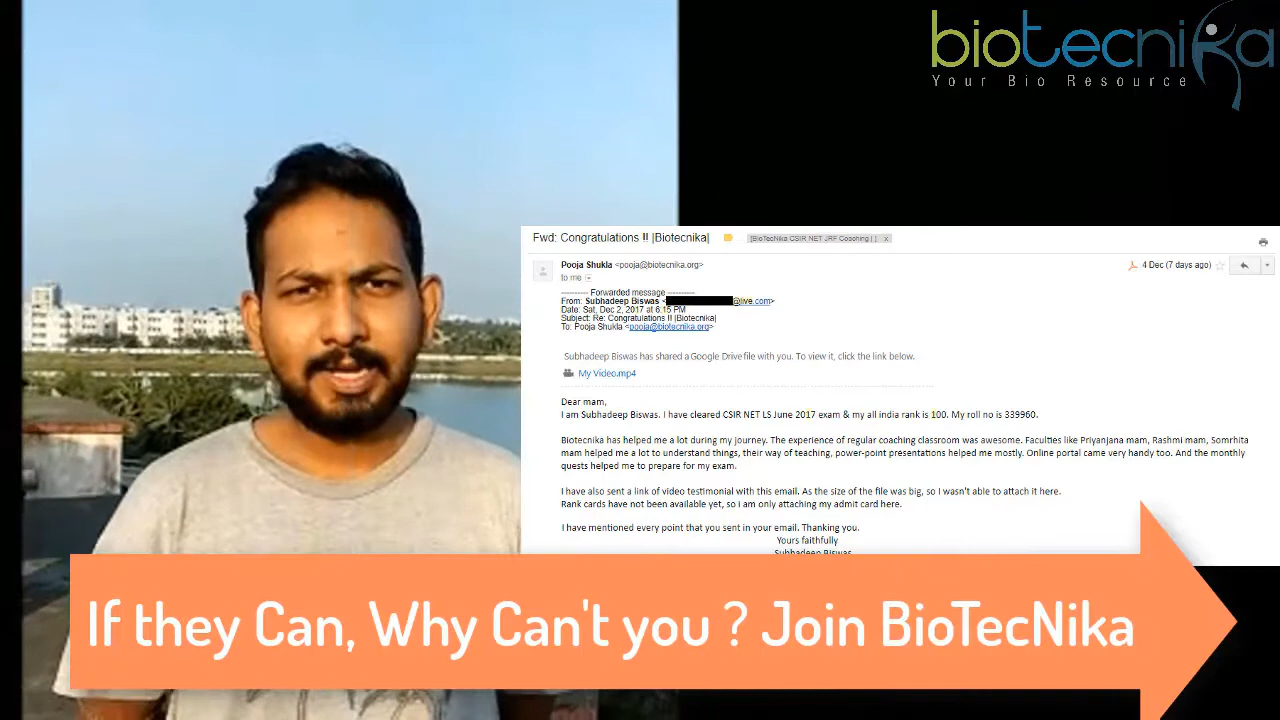 biotecnika
Your Bio Resource
Fwd: Congratulations !! |Biotecnika|
[BioTecNika CSIR NET JRF Coaching | ] x
Pooja Shukla <pooja@biotecnika.org>
4 Dec (7 days ago)
to me
---------- Forwarded message ----------
From: Subhadeep Biswas < @live.com>
Date: Sat, Dec 2, 2017 at 6:15 PM
Subject: Re: Congratulations !! |Biotecnika|
To: Pooja Shukla <pooja@biotecnika.org>
Subhadeep Biswas has shared a Google Drive file with you. To view it, click the link below.
My Video.mp4
Dear mam,
I am Subhadeep Biswas. I have cleared CSIR NET LS June 2017 exam & my all india rank is 100. My roll no is 339960.
Biotecnika has helped me a lot during my journey. The experience of regular coaching classroom was awesome. Faculties like Priyanjana mam, Rashmi mam, Somrhita
mam helped me a lot to understand things, their way of teaching, power-point presentations helped me mostly. Online portal came very handy too. And the monthly
quests helped me to prepare for my exam.
I have also sent a link of video testimonial with this email. As the size of the file was big, so I wasn't able to attach it here.
Rank cards have not been available yet, so i am only attaching my admit card here.
I have mentioned every point that you sent in your email. Thanking you.
Yours faithfully
Subhadeep Biswas
If they Can, Why Can't you ? Join BioTecNika